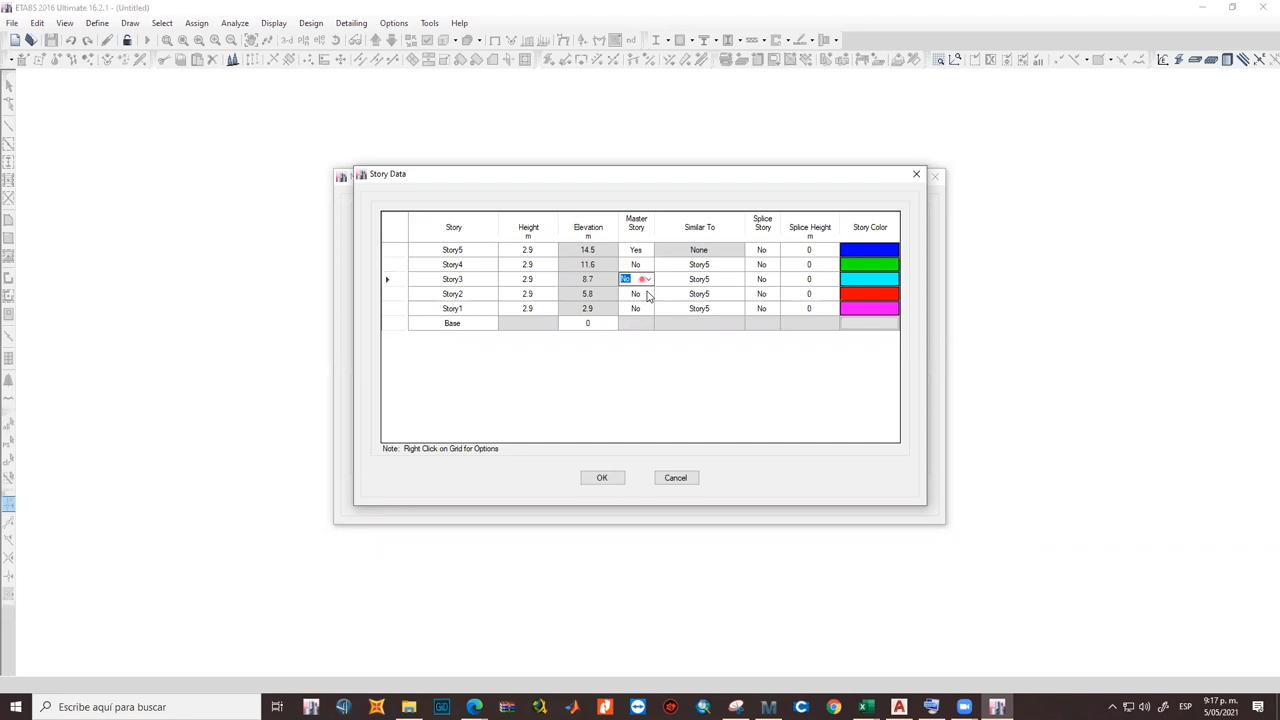 ETABS 2016 Ultimate 16.2.1 - (Untitled)
File Edit View Define Draw Select Assign Analyze Display Design Detailing Options Tools Help
3-d nd
Story Data
Story Height m Elevation m Master Story Similar To Splice Story Splice Height m Story Color
Story5 2.9 14.5 Yes None No 0
Story4 2.9 11.6 No Story5 No 0
Story3 2.9 8.7 No Story5 No 0
Story2 2.9 5.8 No Story5 No 0
Story1 2.9 2.9 No Story5 No 0
Base 0
Note: Right Click on Grid for Options
OK Cancel
Escribe aquí para buscar
ESP
9:17 p. m.
5/05/2021